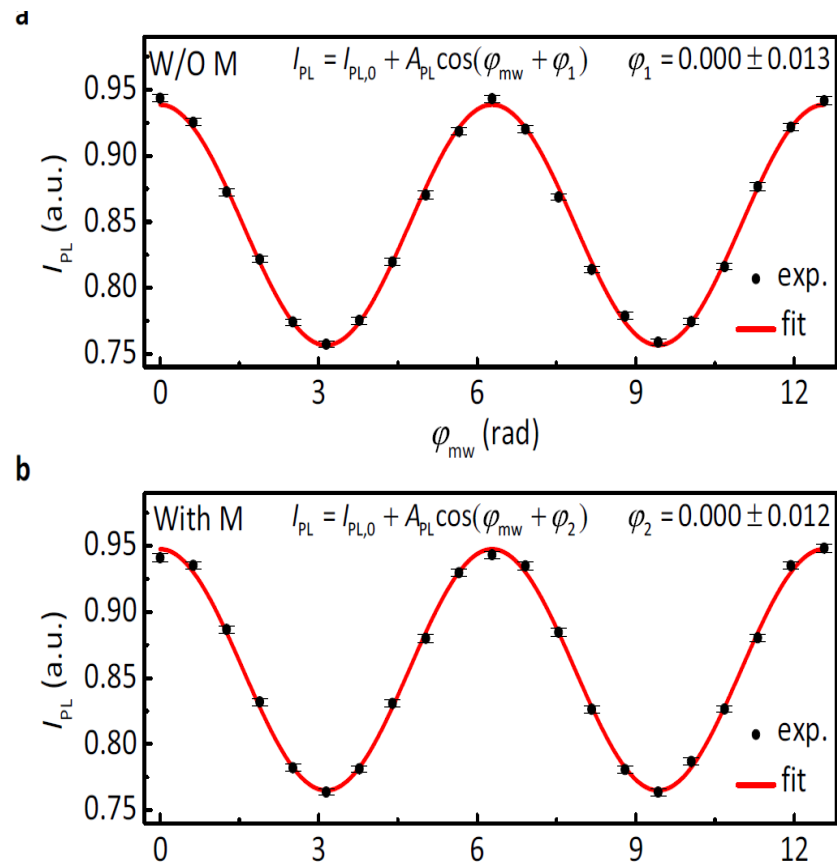 d
W/O M I_PL = I_PL,0 + A_PL cos(φ_mw + φ_1) φ_1 = 0.000 ± 0.013
0.95
0.90
0.85
0.80
0.75
I_PL (a.u.)
exp.
fit
0 3 6 9 12
φ_mw (rad)
b
With M I_PL = I_PL,0 + A_PL cos(φ_mw + φ_2) φ_2 = 0.000 ± 0.012
0.95
0.90
0.85
0.80
0.75
I_PL (a.u.)
exp.
fit
0 3 6 9 12